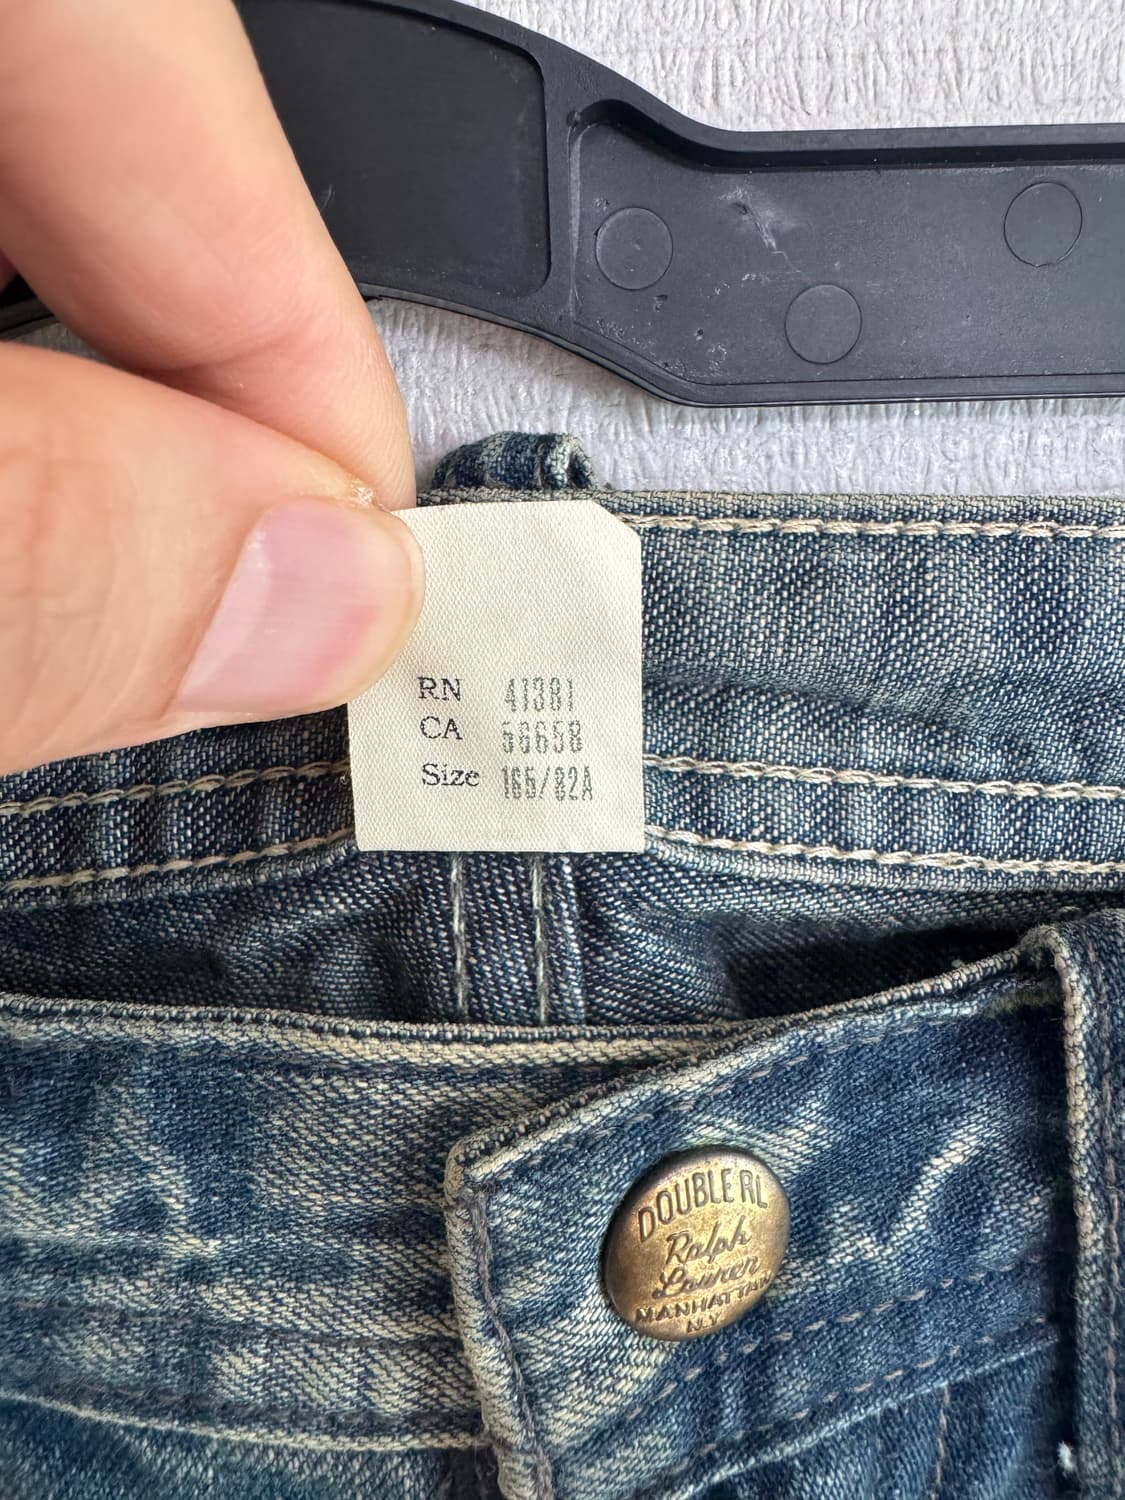 RN 41381
CA 56658
Size 165/82A
DOUBLE RL
Ralph
Lauren
MANHATTAN
N.Y.